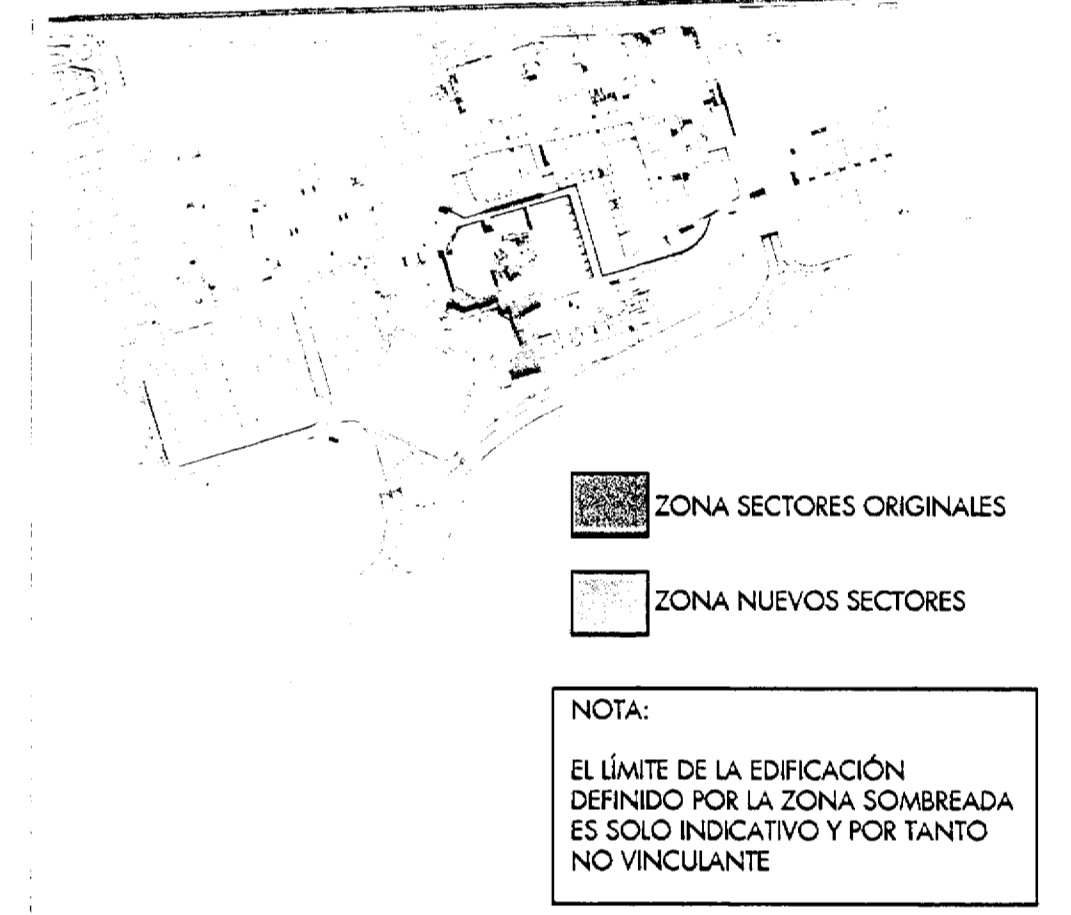 ZONA SECTORES ORIGINALES
ZONA NUEVOS SECTORES
NOTA:
EL LÍMITE DE LA EDIFICACIÓN
DEFINIDO POR LA ZONA SOMBREADA
ES SOLO INDICATIVO Y POR TANTO
NO VINCULANTE